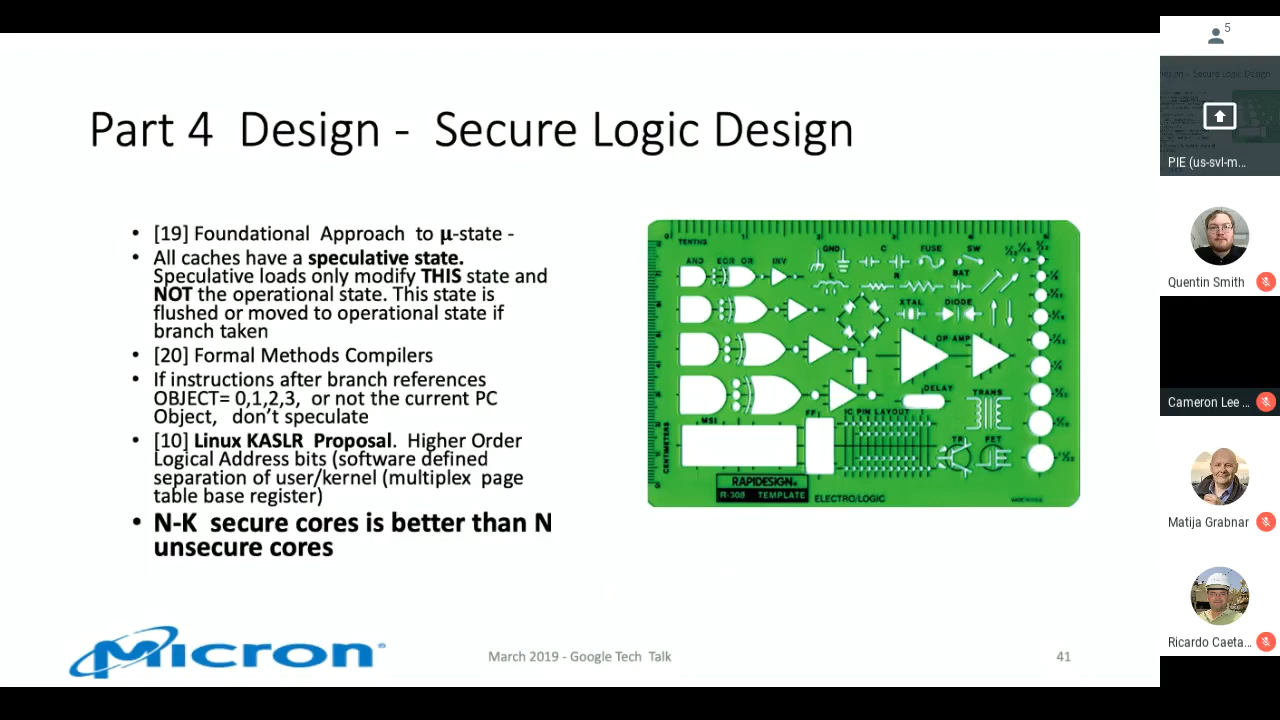 Part 4 Design - Secure Logic Design
• [19] Foundational Approach to µ-state -
• All caches have a speculative state.
Speculative loads only modify THIS state and
NOT the operational state. This state is
flushed or moved to operational state if
branch taken
• [20] Formal Methods Compilers
• If instructions after branch references
OBJECT= 0,1,2,3, or not the current PC
Object, don't speculate
• [10] Linux KASLR Proposal. Higher Order
Logical Address bits (software defined
separation of user/kernel (multiplex page
table base register)
• N-K secure cores is better than N
unsecure cores
TENTHS
GND C FUSE SW
AND EOR OR INV
L R BAT
XTAL DIODE
OP AMP
DELAY
TRANS
MSI FF IC PIN LAYOUT
TR FET
CENTIMETERS
RAPIDESIGN
R-308 TEMPLATE
ELECTRO/LOGIC
Micron
March 2019 - Google Tech Talk
41
5
PIE (us-svl-m...
Quentin Smith
Cameron Lee ...
Matija Grabnar
Ricardo Caeta...